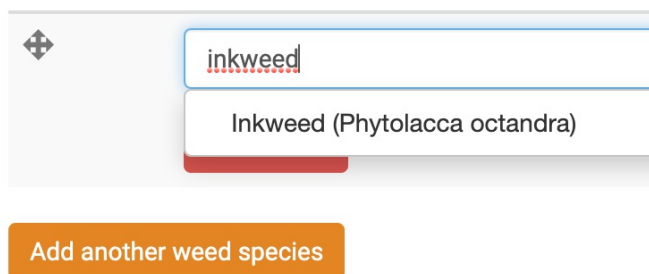 inkweed
Inkweed (Phytolacca octandra)
Add another weed species